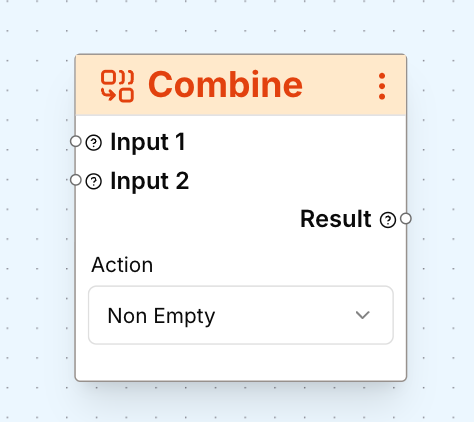 Combine
Input 1
Input 2
Result
Action
Non Empty